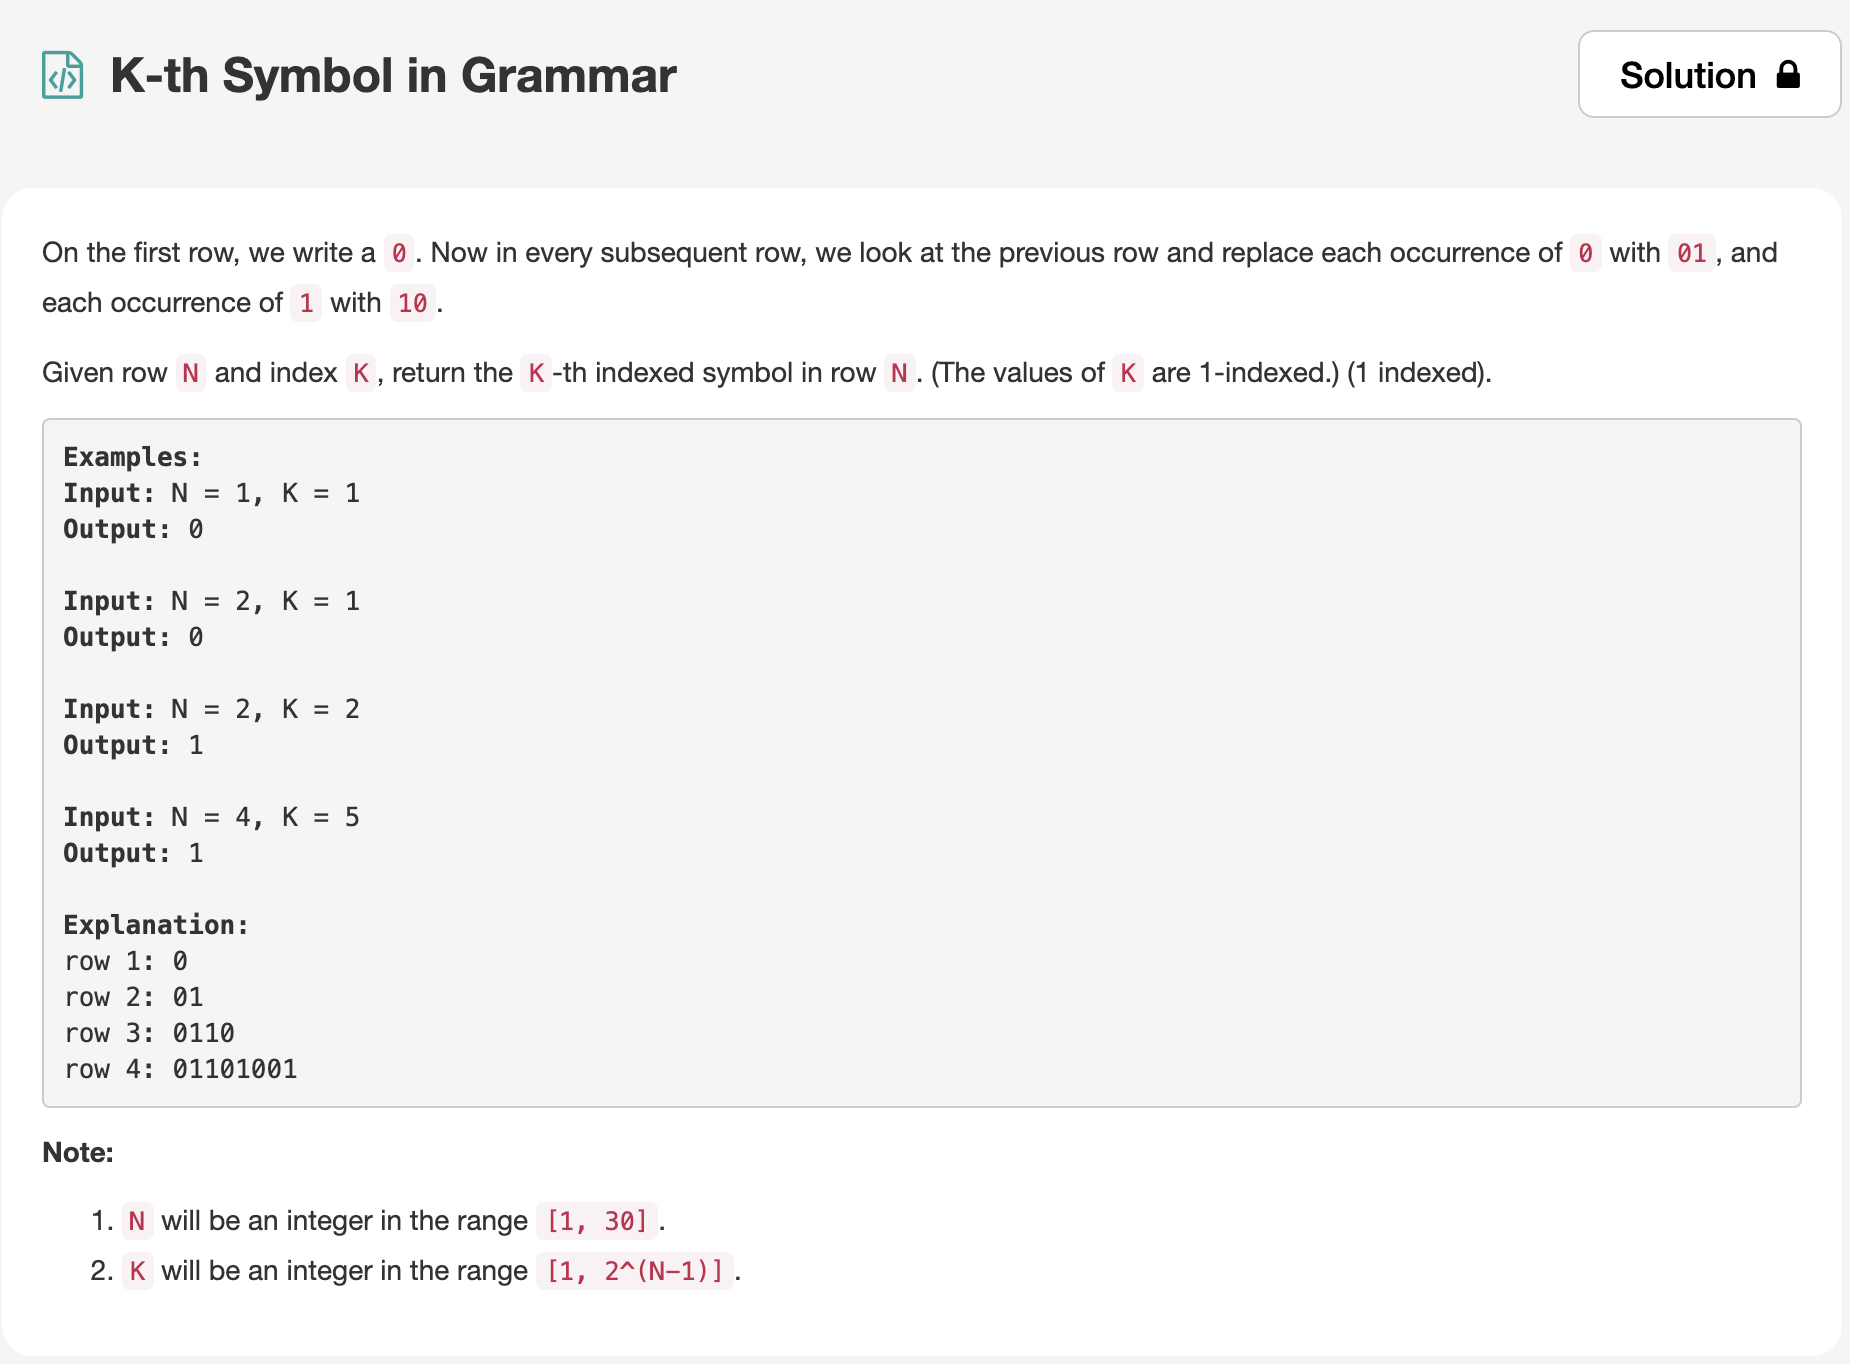 K-th Symbol in Grammar
Solution
On the first row, we write a 0. Now in every subsequent row, we look at the previous row and replace each occurrence of 0 with 01, and
each occurrence of 1 with 10.
Given row N and index K, return the K-th indexed symbol in row N. (The values of K are 1-indexed.) (1 indexed).
Examples:
Input: N = 1, K = 1
Output: 0
Input: N = 2, K = 1
Output: 0
Input: N = 2, K = 2
Output: 1
Input: N = 4, K = 5
Output: 1
Explanation:
row 1: 0
row 2: 01
row 3: 0110
row 4: 01101001
Note:
1. N will be an integer in the range [1, 30].
2. K will be an integer in the range [1, 2^(N-1)].